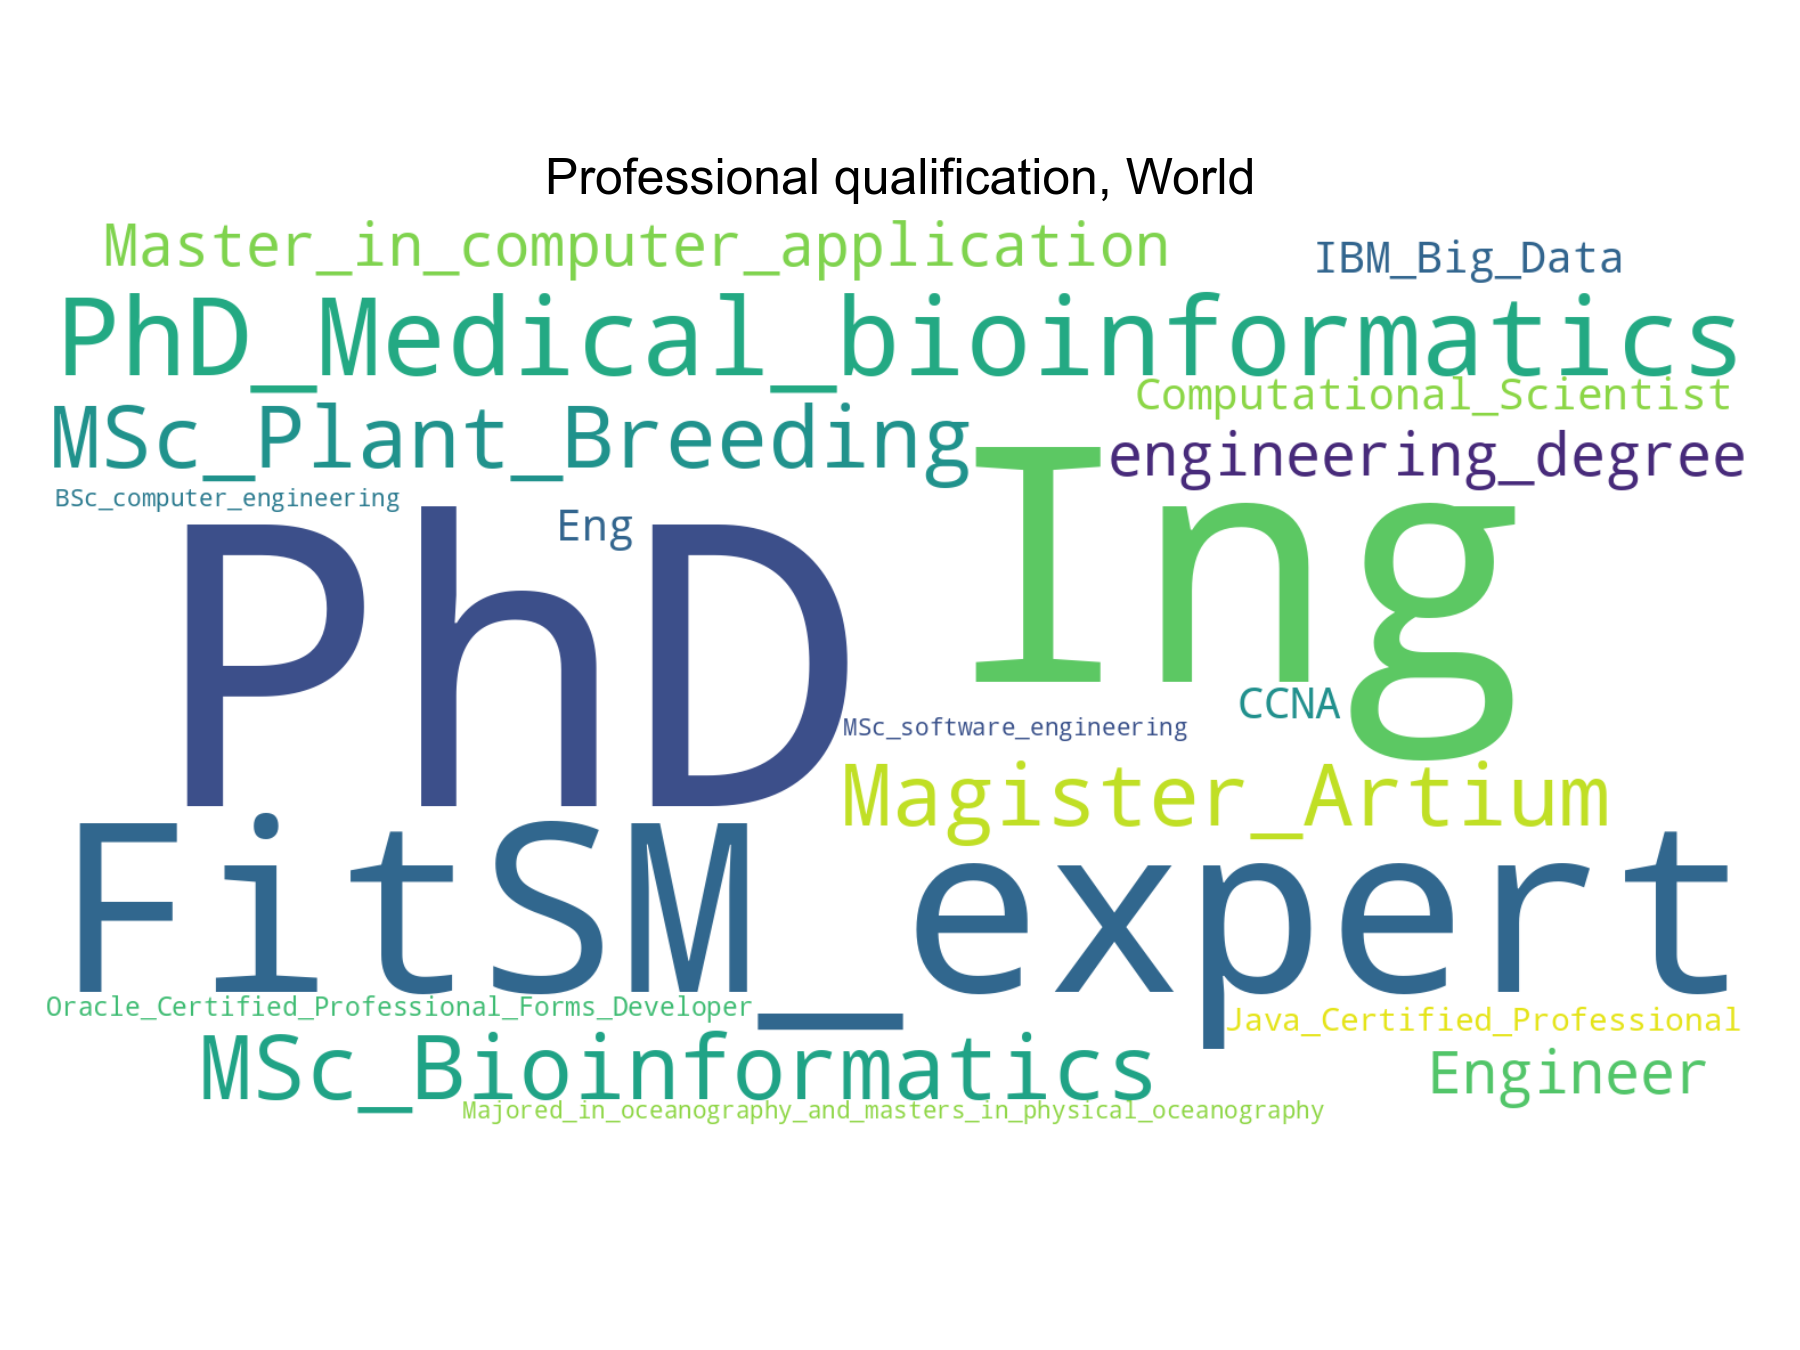 Professional qualification, World
Master_in_computer_application
IBM_Big_Data
PhD_Medical_bioinformatics
Computational_Scientist
MSc_Plant_Breeding
engineering_degree
BSc_computer_engineering
Eng
Ing
PhD
CCNA
MSc_software_engineering
Magister_Artium
FitSM_expert
Oracle_Certified_Professional_Forms_Developer
Java_Certified_Professional
MSc_Bioinformatics
Engineer
Majored_in_oceanography_and_masters_in_physical_oceanography